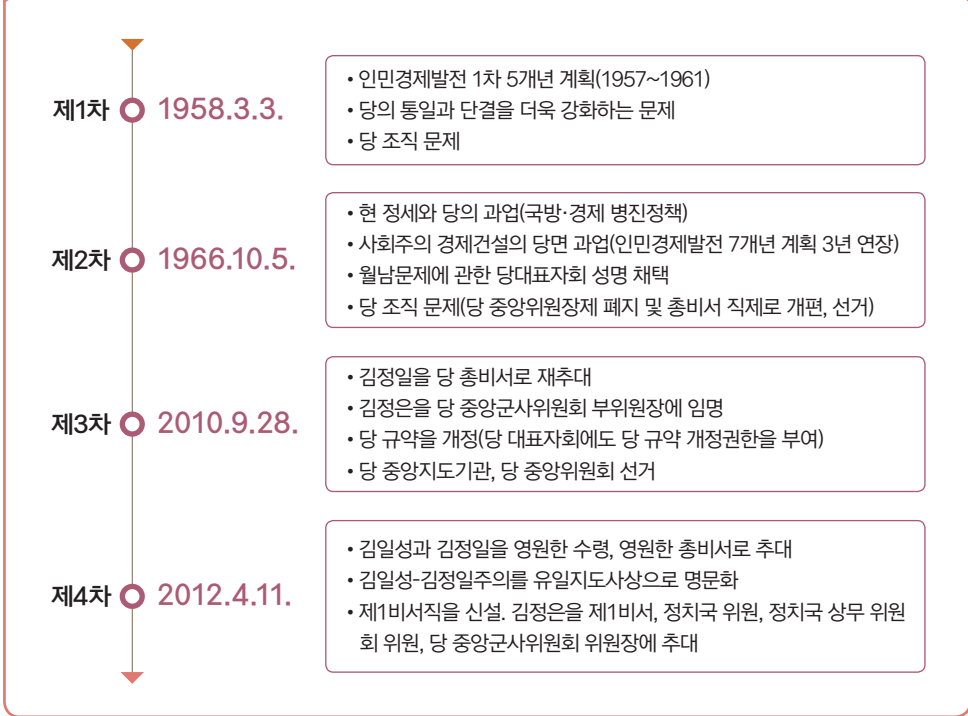 제1차 1958.3.3.
• 인민경제발전 1차 5개년 계획(1957~1961)
• 당의 통일과 단결을 더욱 강화하는 문제
• 당 조직 문제
제2차 1966.10.5.
• 현 정세와 당의 과업(국방·경제 병진정책)
• 사회주의 경제건설의 당면 과업(인민경제발전 7개년 계획 3년 연장)
• 월남문제에 관한 당대표자회 성명 채택
• 당 조직 문제(당 중앙위원장제 폐지 및 총비서 직제로 개편, 선거)
제3차 2010.9.28.
• 김정일을 당 총비서로 재추대
• 김정은을 당 중앙군사위원회 부위원장에 임명
• 당 규약을 개정(당 대표자회에도 당 규약 개정권한을 부여)
• 당 중앙지도기관, 당 중앙위원회 선거
제4차 2012.4.11.
• 김일성과 김정일을 영원한 수령, 영원한 총비서로 추대
• 김일성-김정일주의를 유일지도사상으로 명문화
• 제1비서직을 신설. 김정은을 제1비서, 정치국 위원, 정치국 상무 위원
회 위원, 당 중앙군사위원회 위원장에 추대